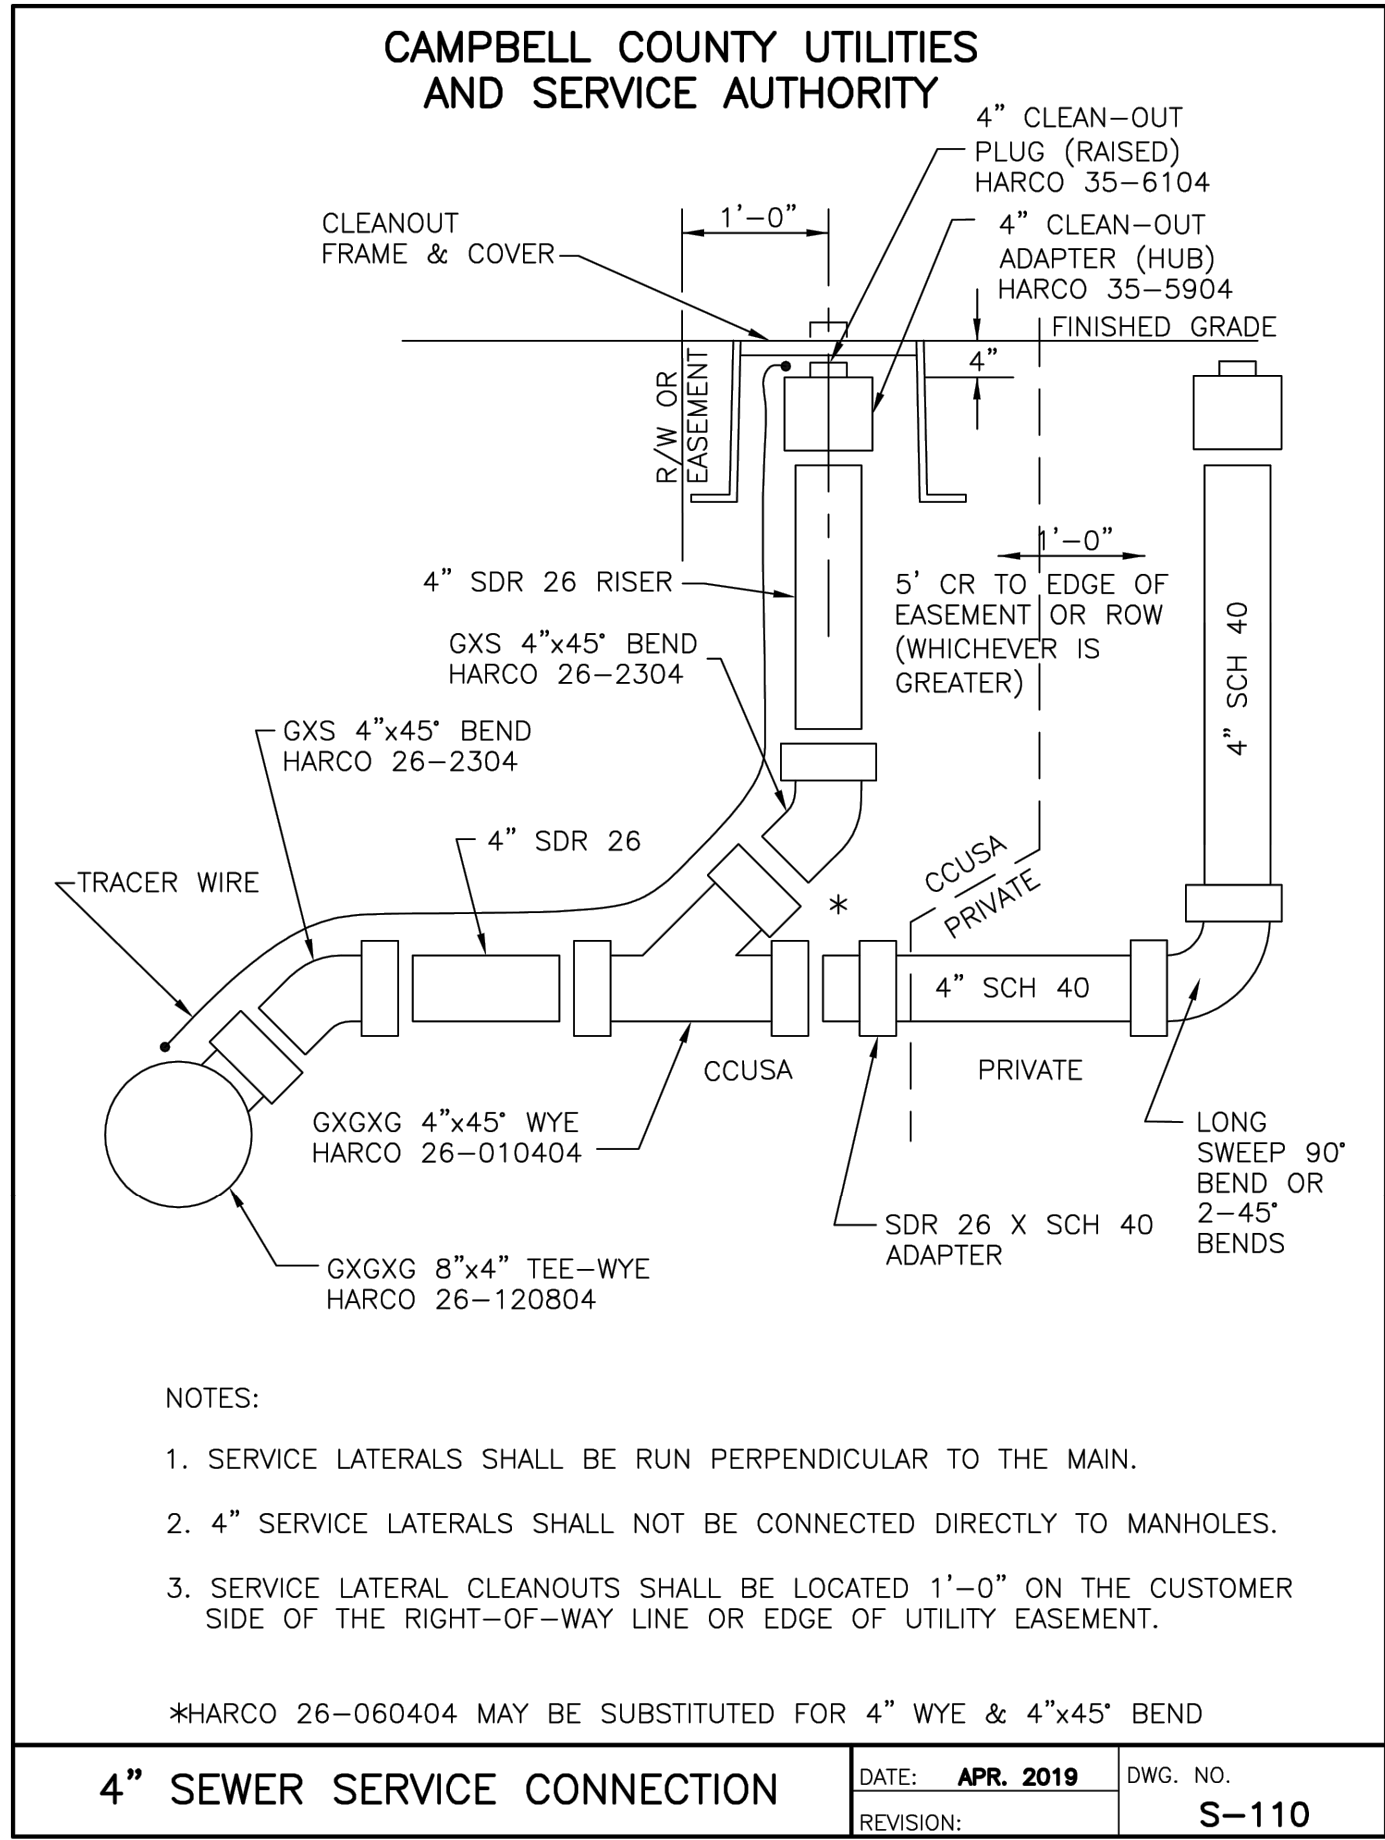 CAMPBELL COUNTY UTILITIES
AND SERVICE AUTHORITY
4" CLEAN-OUT
PLUG (RAISED)
HARCO 35-6104
1'-0"
CLEANOUT
FRAME & COVER
4" CLEAN-OUT
ADAPTER (HUB)
HARCO 35-5904
FINISHED GRADE
4"
R/W OR
EASEMENT
1'-0"
4" SDR 26 RISER
5' CR TO EDGE OF
EASEMENT OR ROW
(WHICHEVER IS
GREATER)
4" SCH 40
GXS 4"x45° BEND
HARCO 26-2304
GXS 4"x45° BEND
HARCO 26-2304
4" SDR 26
TRACER WIRE
CCUSA
PRIVATE
*
4" SCH 40
CCUSA
PRIVATE
GXGXG 4"x45° WYE
HARCO 26-010404
LONG
SWEEP 90°
BEND OR
2-45°
BENDS
SDR 26 X SCH 40
ADAPTER
GXGXG 8"x4" TEE-WYE
HARCO 26-120804
NOTES:
1. SERVICE LATERALS SHALL BE RUN PERPENDICULAR TO THE MAIN.
2. 4" SERVICE LATERALS SHALL NOT BE CONNECTED DIRECTLY TO MANHOLES.
3. SERVICE LATERAL CLEANOUTS SHALL BE LOCATED 1'-0" ON THE CUSTOMER
SIDE OF THE RIGHT-OF-WAY LINE OR EDGE OF UTILITY EASEMENT.
*HARCO 26-060404 MAY BE SUBSTITUTED FOR 4" WYE & 4"x45° BEND
4" SEWER SERVICE CONNECTION
DATE: APR. 2019
REVISION:
DWG. NO.
S-110